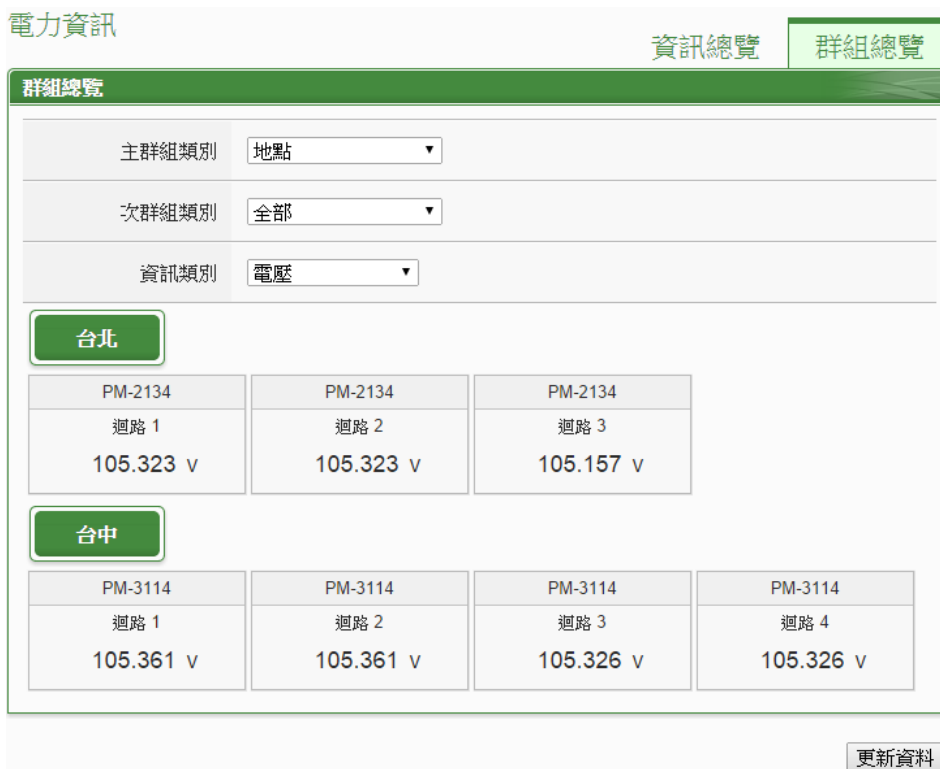 電力資訊
資訊總覽 群組總覽
群組總覽
主群組類別 地點
次群組類別 全部
資訊類別 電壓
台北
PM-2134 PM-2134 PM-2134
迴路 1 迴路 2 迴路 3
105.323 V 105.323 V 105.157 V
台中
PM-3114 PM-3114 PM-3114 PM-3114
迴路 1 迴路 2 迴路 3 迴路 4
105.361 V 105.361 V 105.326 V 105.326 V
更新資料